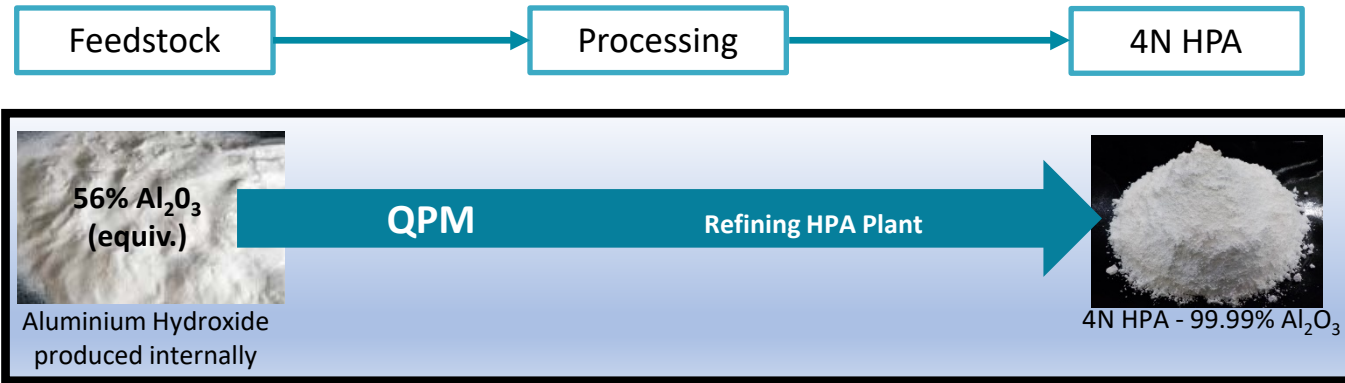 Feedstock
Processing
4N HPA
56% Al₂0₃
(equiv.)
QPM
Refining HPA Plant
Aluminium Hydroxide
produced internally
4N HPA - 99.99% Al₂O₃